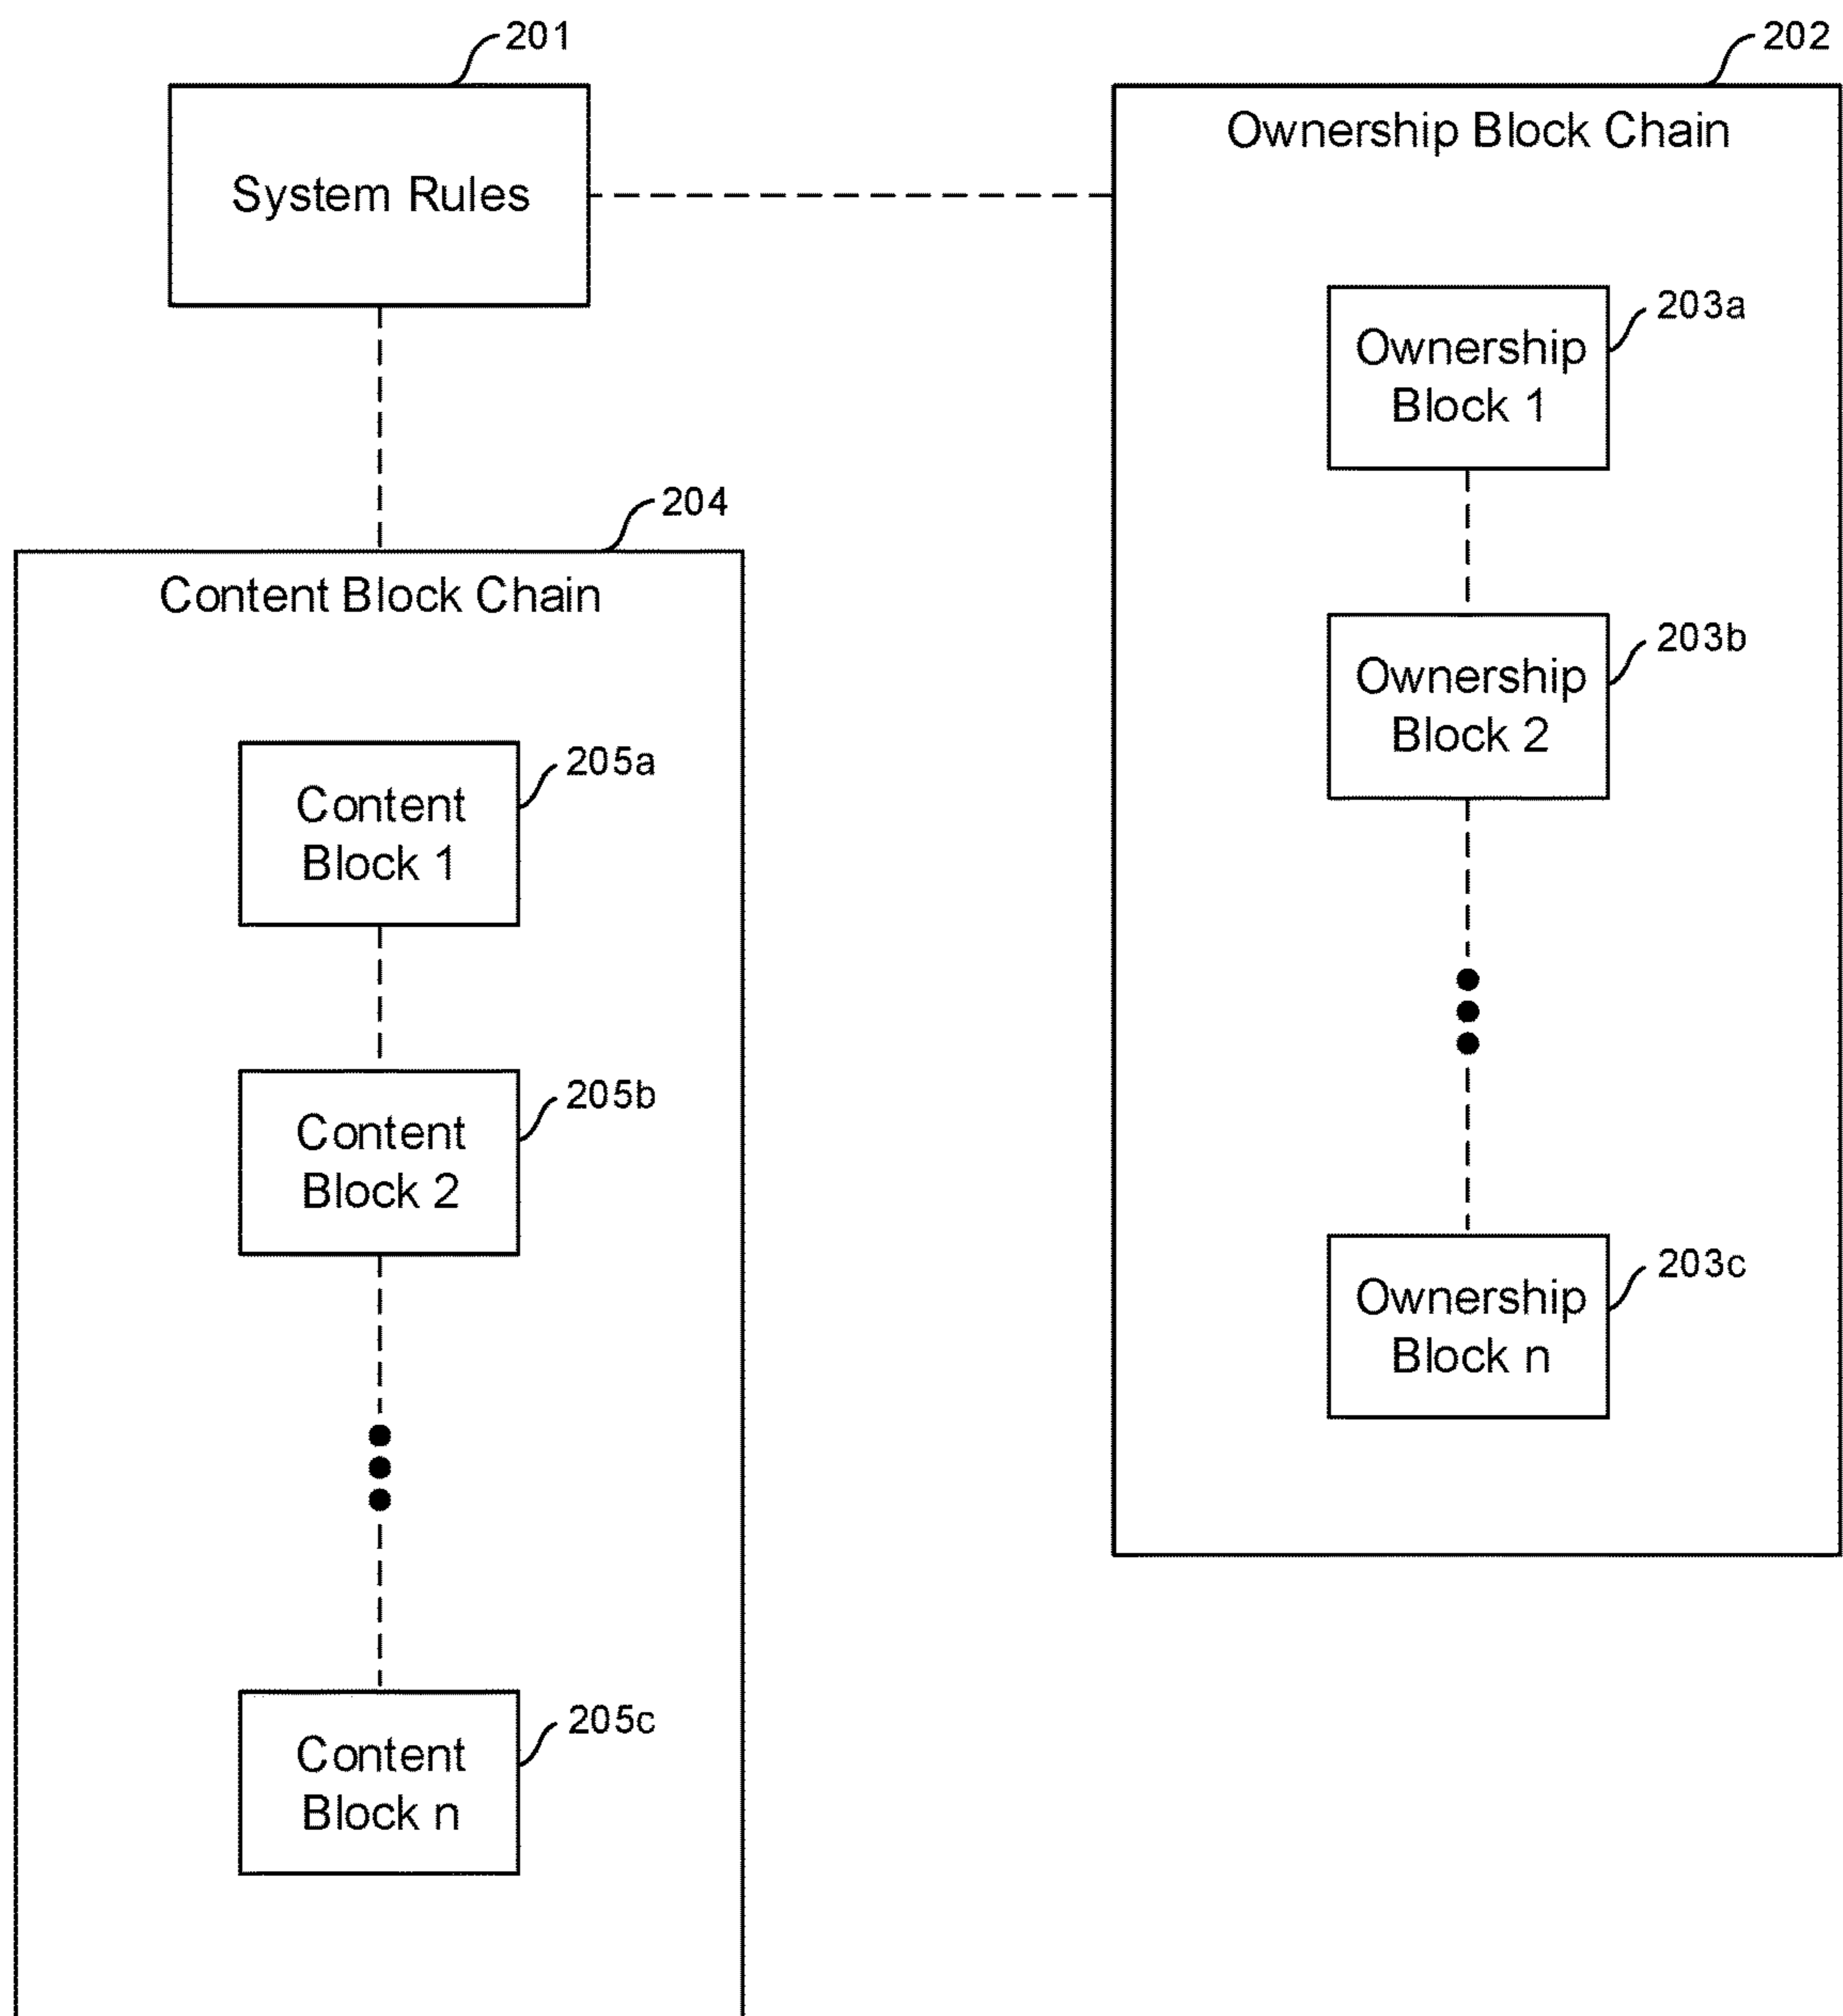 201
System Rules
202
Ownership Block Chain
203a
Ownership
Block 1
203b
Ownership
Block 2
203c
Ownership
Block n
204
Content Block Chain
205a
Content
Block 1
205b
Content
Block 2
205c
Content
Block n